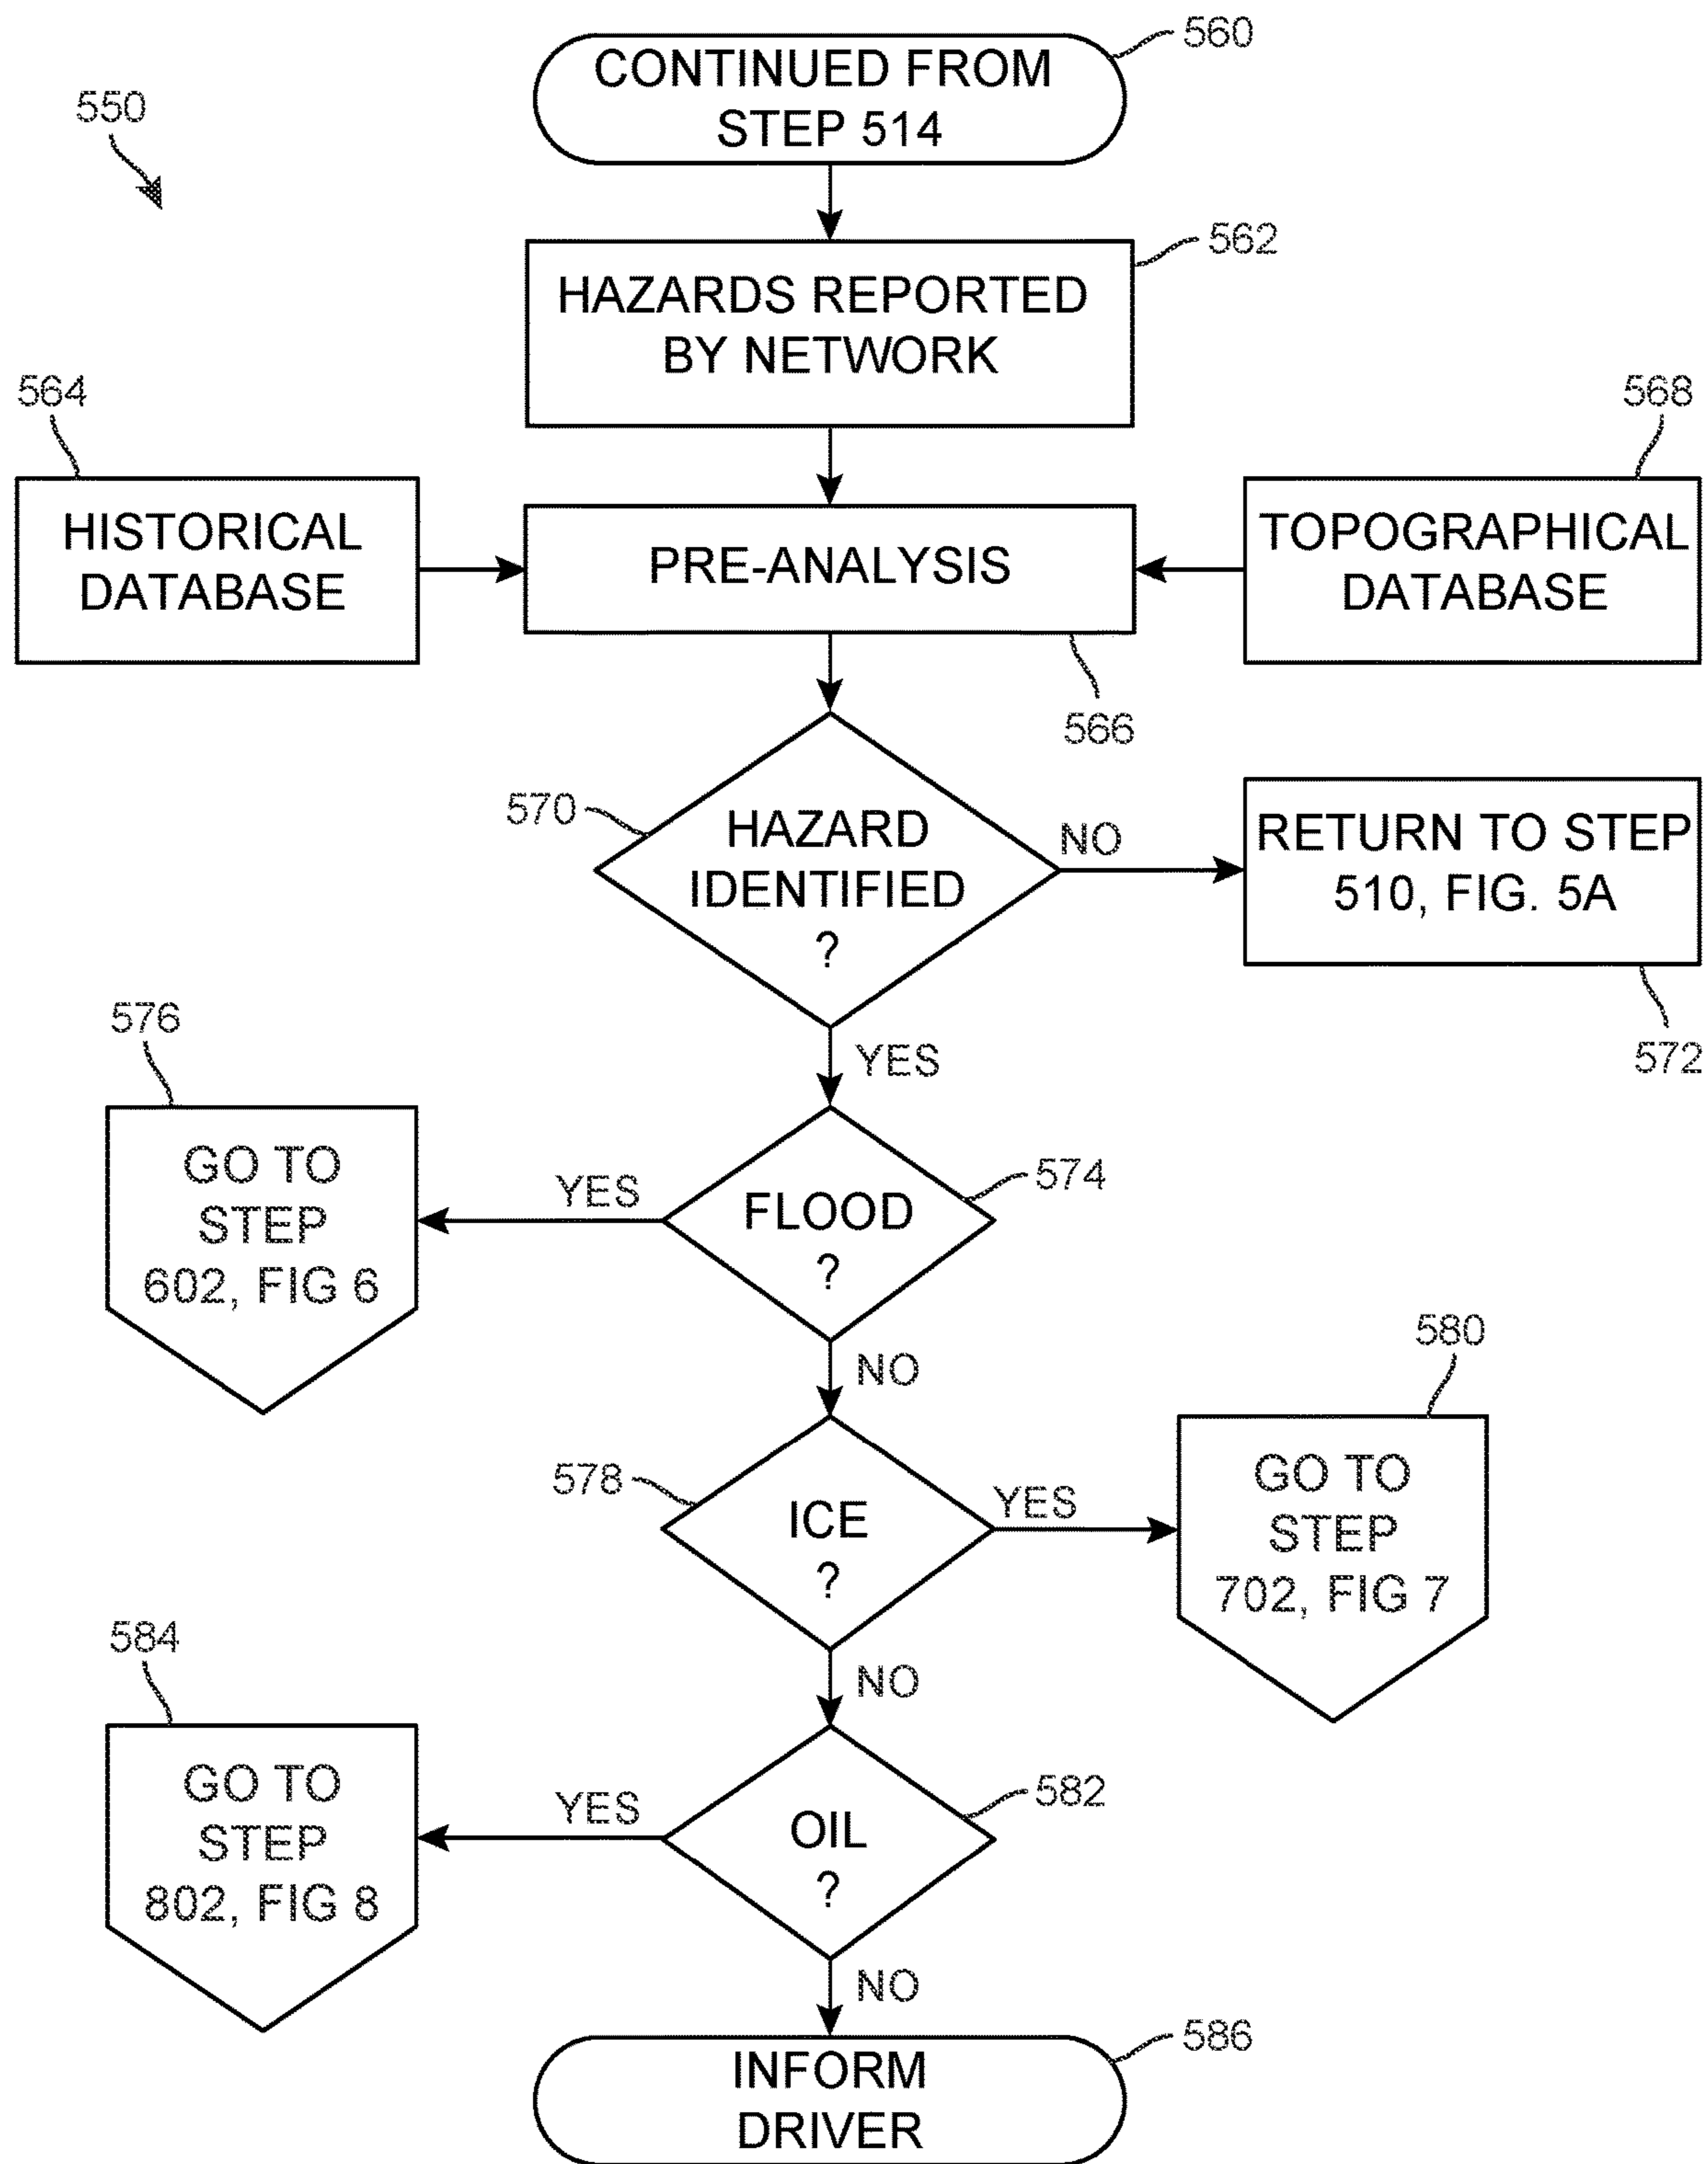 560
CONTINUED FROM
STEP 514
550
562
HAZARDS REPORTED
BY NETWORK
564
568
HISTORICAL
DATABASE
PRE-ANALYSIS
TOPOGRAPHICAL
DATABASE
566
570
HAZARD
IDENTIFIED
?
NO
RETURN TO STEP
510, FIG. 5A
572
YES
576
GO TO
STEP
602, FIG 6
YES
574
FLOOD
?
NO
580
578
ICE
?
YES
GO TO
STEP
702, FIG 7
NO
584
GO TO
STEP
802, FIG 8
YES
582
OIL
?
NO
586
INFORM
DRIVER